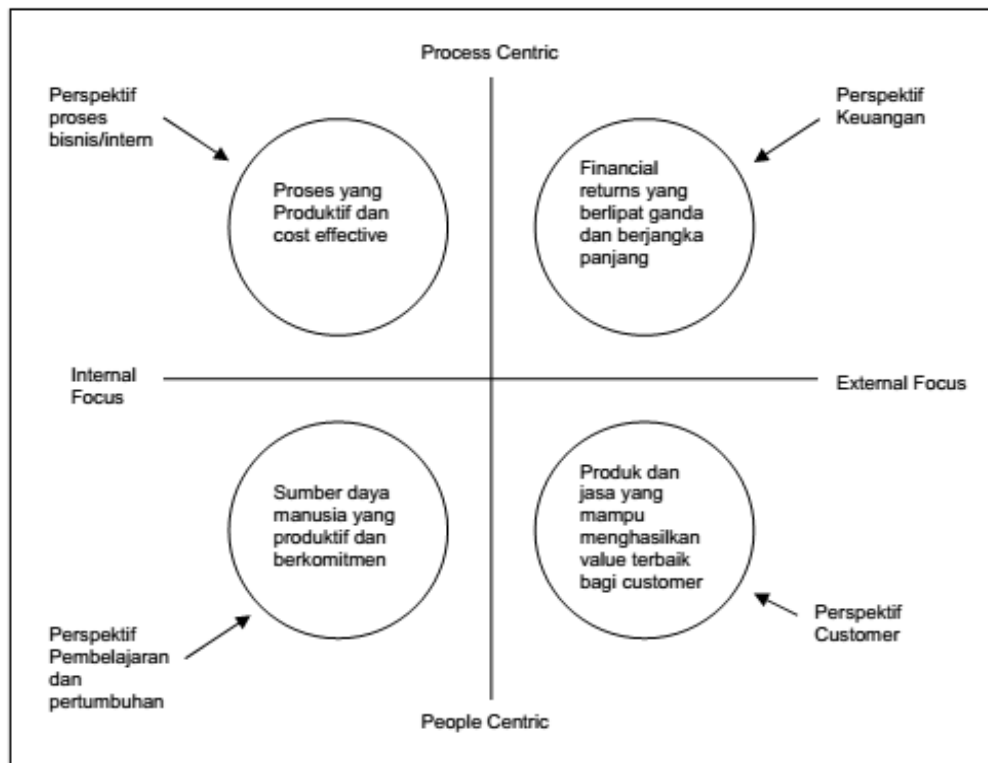 Process Centric
Perspektif
proses
bisnis/intern
Perspektif
Keuangan
Proses yang
Produktif dan
cost effective
Financial
returns yang
berlipat ganda
dan berjangka
panjang
Internal
Focus
External Focus
Sumber daya
manusia yang
produktif dan
berkomitmen
Produk dan
jasa yang
mampu
menghasilkan
value terbaik
bagi customer
Perspektif
Pembelajaran
dan
pertumbuhan
Perspektif
Customer
People Centric